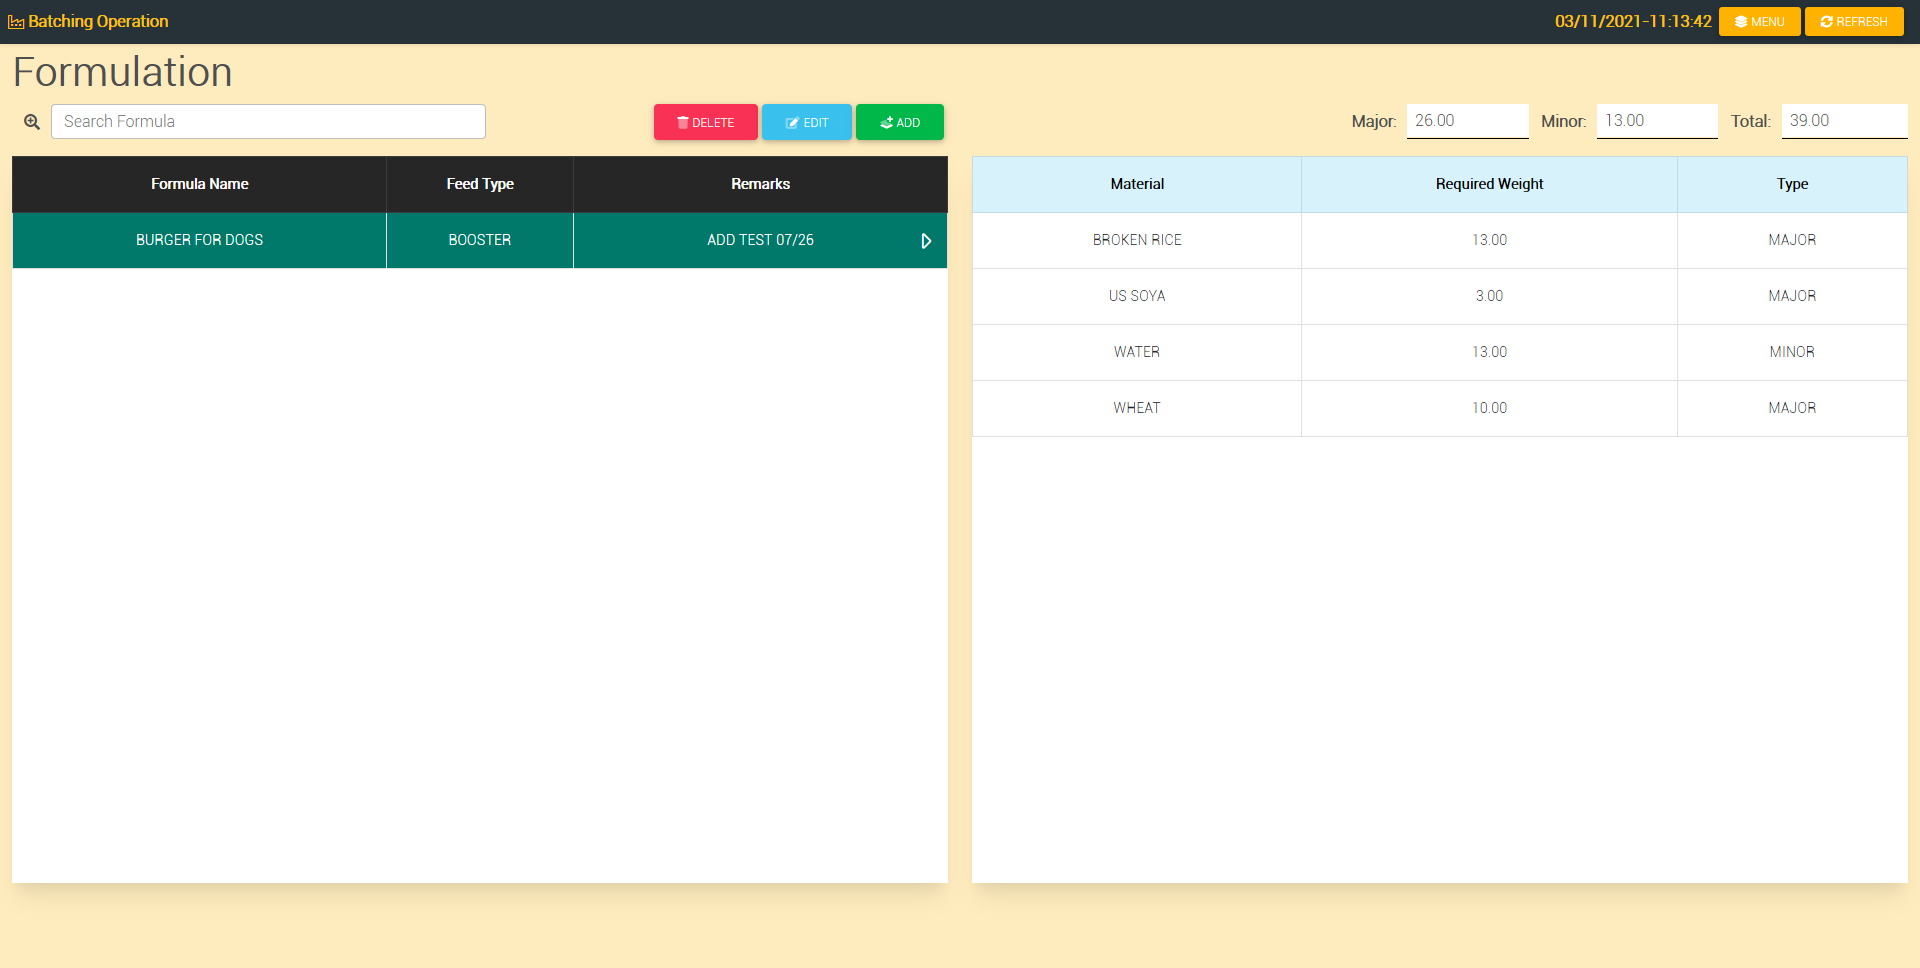 Batching Operation 03/11/2021-11:13:42 MENU REFRESH
Formulation
Search Formula DELETE EDIT ADD Major: 26.00 Minor: 13.00 Total: 39.00
Formula Name Feed Type Remarks
BURGER FOR DOGS BOOSTER ADD TEST 07/26
Material Required Weight Type
BROKEN RICE 13.00 MAJOR
US SOYA 3.00 MAJOR
WATER 13.00 MINOR
WHEAT 10.00 MAJOR